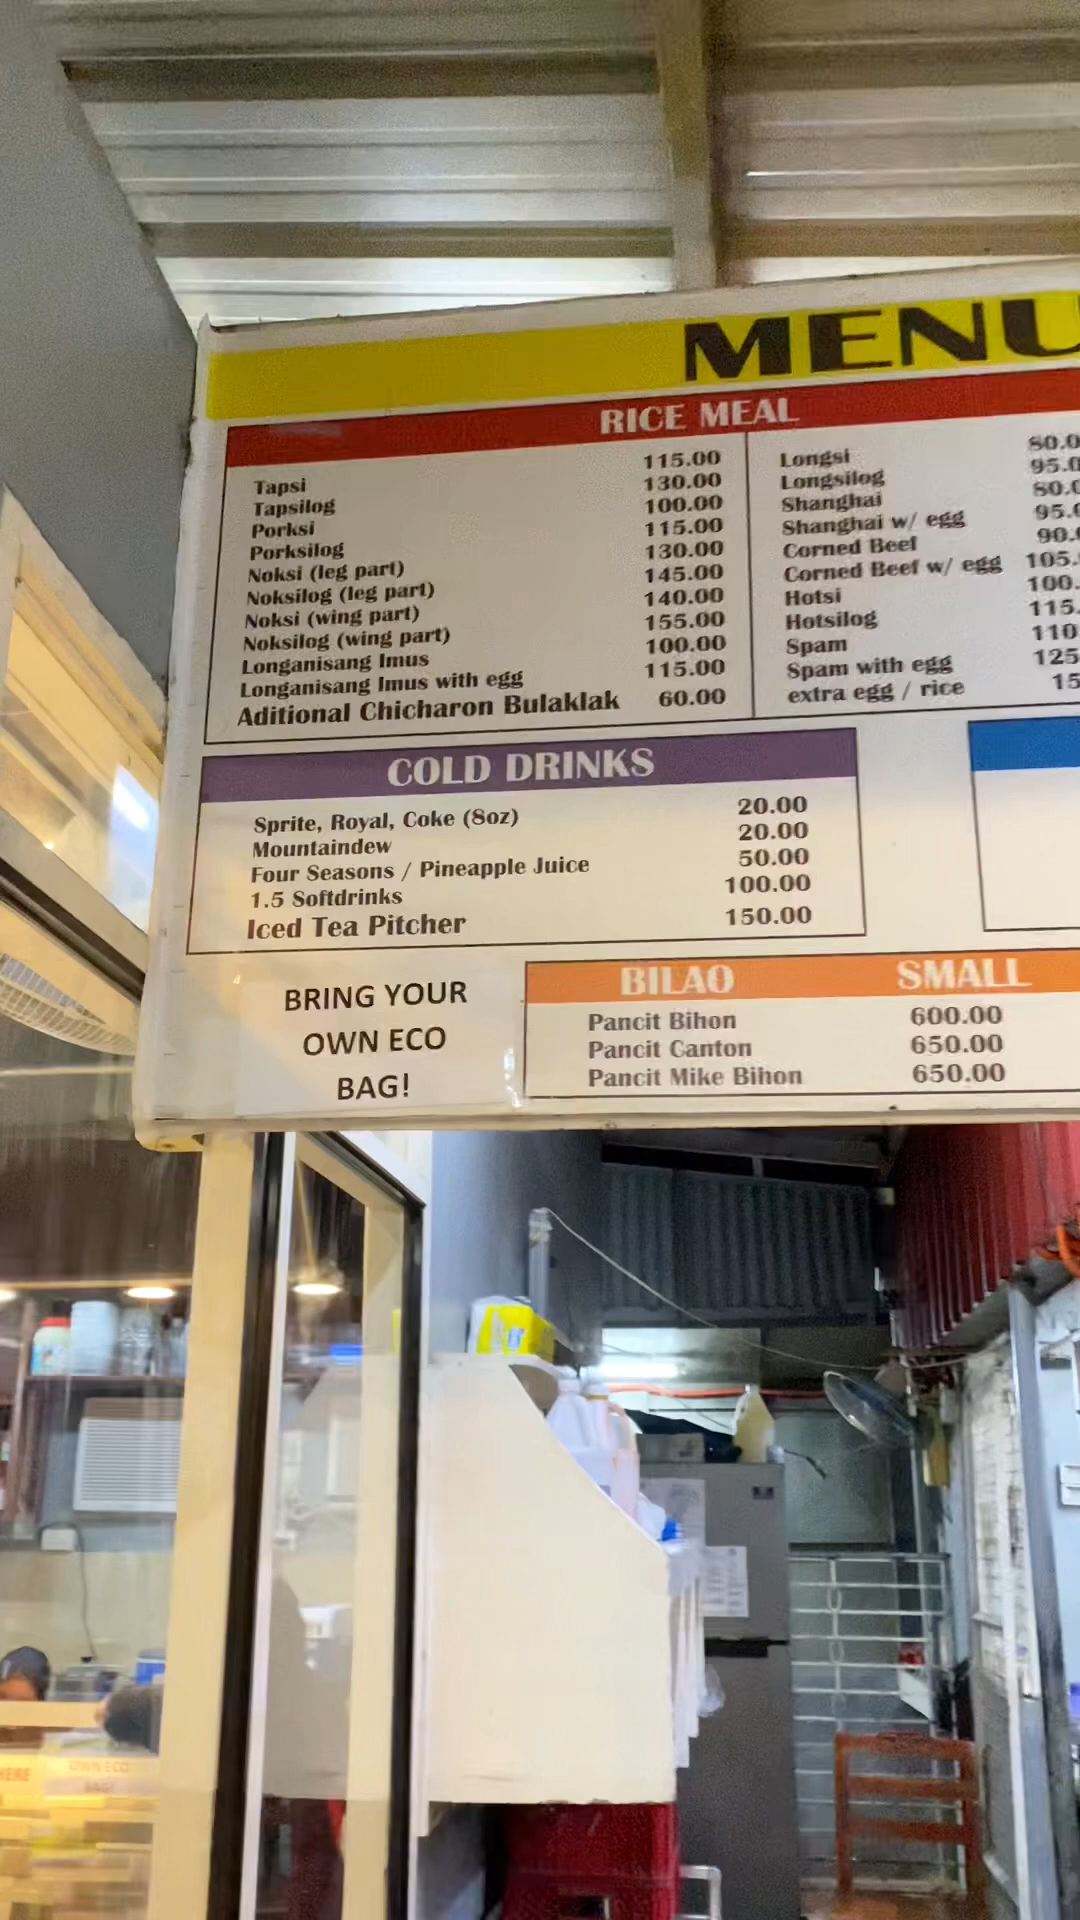 MENU
RICE MEAL
Tapsi 115.00
Tapsilog 130.00
Porksi 100.00
Porksilog 115.00
Noksi (leg part) 130.00
Noksilog (leg part) 145.00
Noksi (wing part) 140.00
Noksilog (wing part) 155.00
Longanisang Imus 100.00
Longanisang Imus with egg 115.00
Aditional Chicharon Bulaklak 60.00
Longsi 80.0
Longsilog 95.0
Shanghai 80.0
Shanghai w/ egg 95.0
Corned Beef 90.
Corned Beef w/ egg 105.
Hotsi 100.
Hotsilog 115.
Spam 110
Spam with egg 125
extra egg / rice 15
COLD DRINKS
Sprite, Royal, Coke (8oz) 20.00
Mountaindew 20.00
Four Seasons / Pineapple Juice 50.00
1.5 Softdrinks 100.00
Iced Tea Pitcher 150.00
BRING YOUR
OWN ECO
BAG!
BILAO SMALL
Pancit Bihon 600.00
Pancit Canton 650.00
Pancit Mike Bihon 650.00
OWN ECO
BAG!